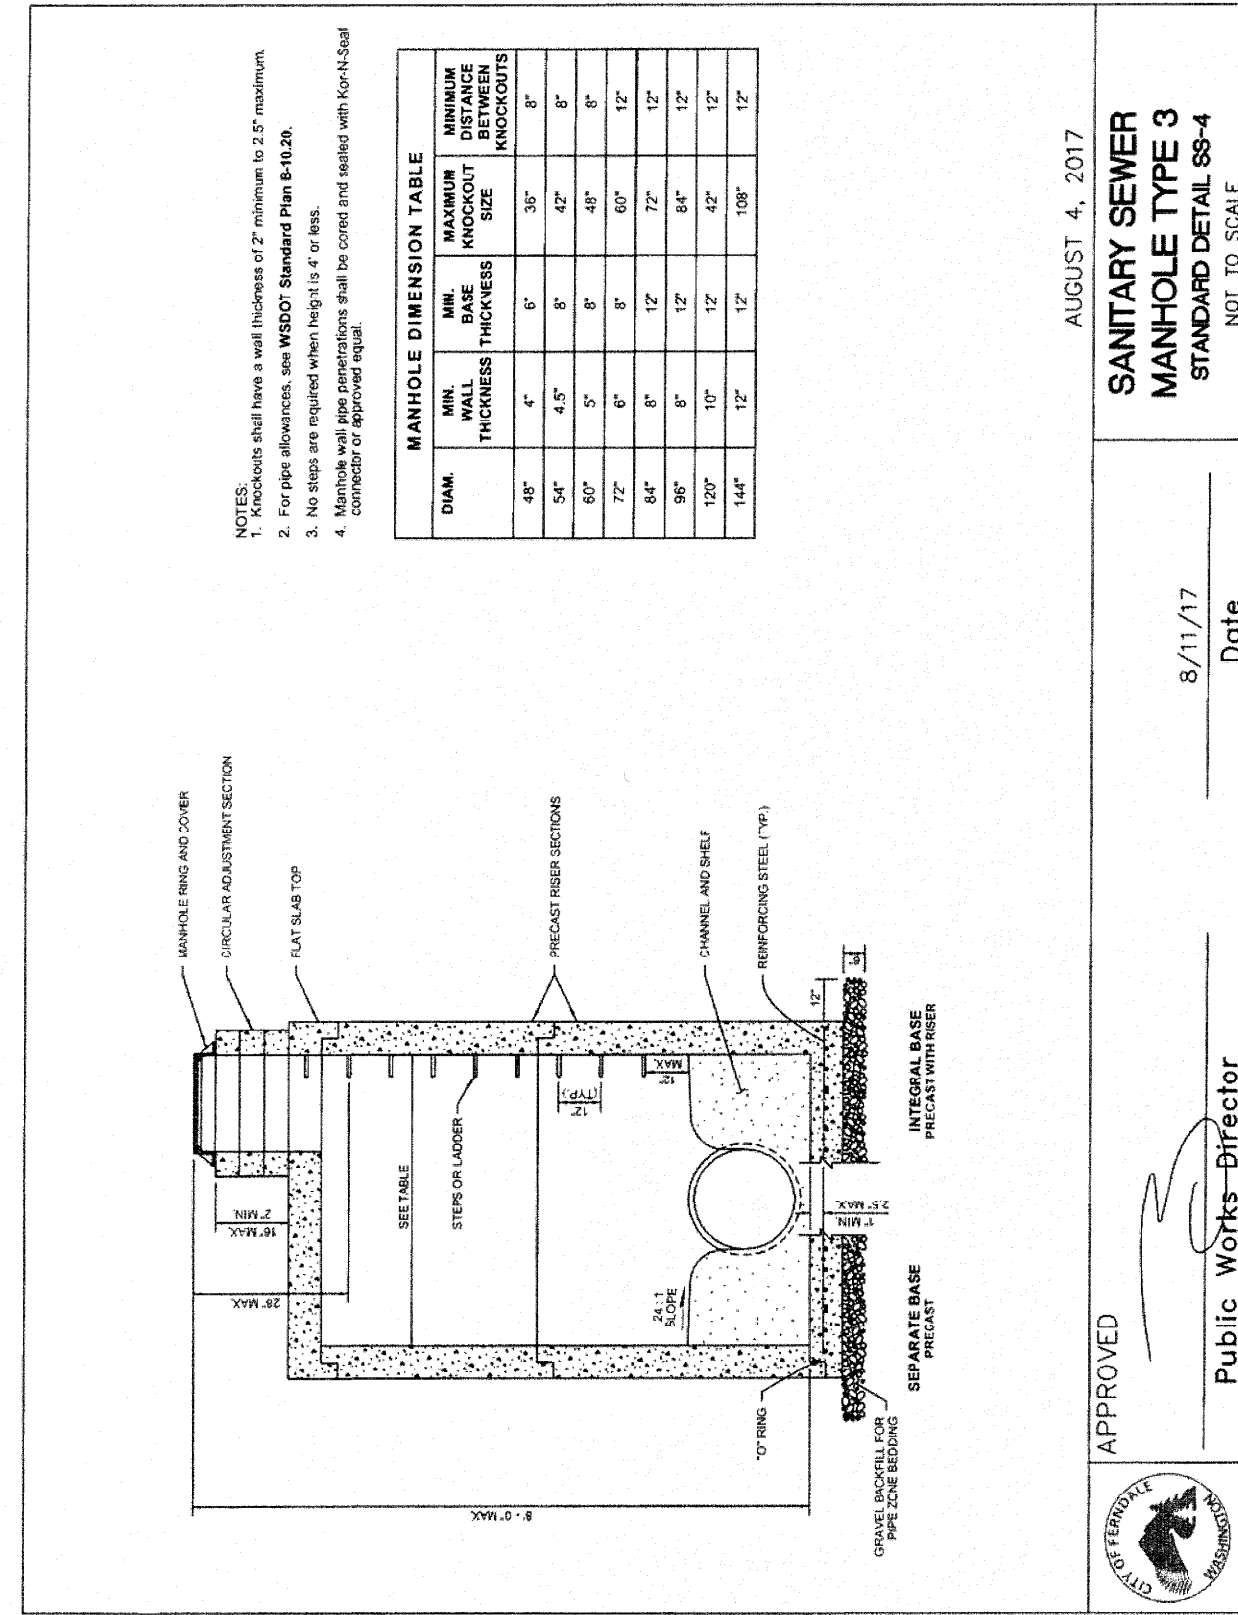 NOTES:
1. Knockouts shall have a wall thickness of 2" minimum to 2.5" maximum.
2. For pipe allowances, see WSDOT Standard Plan B-10.20.
3. No steps are required when height is 4' or less.
4. Manhole wall pipe penetrations shall be cored and sealed with Kor-N-Seal
connector or approved equal.
MANHOLE DIMENSION TABLE
DIAM. MIN. WALL THICKNESS MIN. BASE THICKNESS MAXIMUM KNOCKOUT SIZE MINIMUM DISTANCE BETWEEN KNOCKOUTS
48" 4" 6" 36" 8"
54" 4.5" 8" 42" 8"
60" 5" 8" 48" 8"
72" 6" 8" 60" 12"
84" 8" 12" 72" 12"
96" 8" 12" 84" 12"
120" 10" 12" 42" 12"
144" 12" 12" 108" 12"
MANHOLE RING AND COVER
CIRCULAR ADJUSTMENT SECTION
FLAT SLAB TOP
PRECAST RISER SECTIONS
CHANNEL AND SHELF
REINFORCING STEEL (TYP.)
16" MAX.
2" MIN.
28" MAX.
SEE TABLE
STEPS OR LADDER
12"
(TYP.)
12"
MAX.
24:1
SLOPE
8'-0" MAX.
"O" RING
12"
6"
1" MIN.
2.5" MAX.
GRAVEL BACKFILL FOR
PIPE ZONE BEDDING
SEPARATE BASE
PRECAST
INTEGRAL BASE
PRECAST WITH RISER
AUGUST 4, 2017
CITY OF FERNDALE
WASHINGTON
APPROVED
Public Works Director
8/11/17
Date
SANITARY SEWER
MANHOLE TYPE 3
STANDARD DETAIL SS-4
NOT TO SCALE